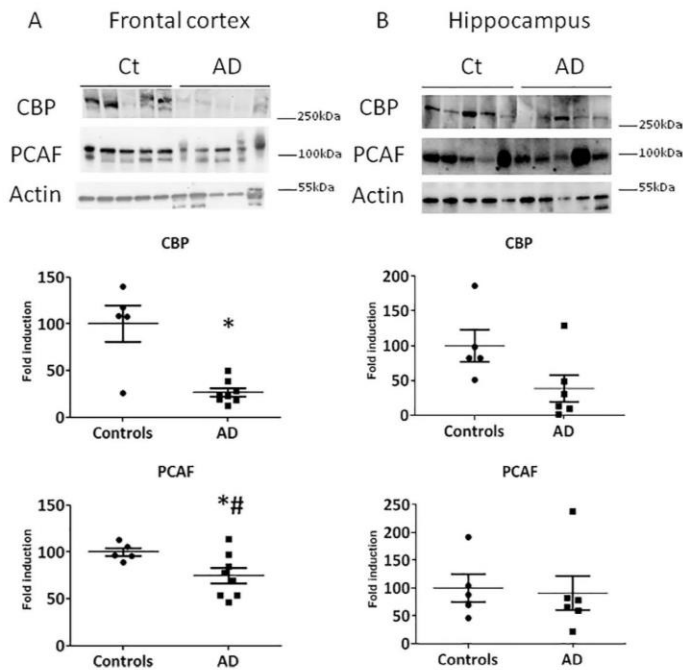 A Frontal cortex
Ct AD
CBP
250kDa
PCAF
100kDa
Actin
55kDa
CBP
Fold induction
150
100
50
0
*
Controls AD
PCAF
Fold induction
150
100
50
0
*#
Controls AD
B Hippocampus
Ct AD
CBP
250kDa
PCAF
100kDa
Actin
55kDa
CBP
Fold induction
200
150
100
50
0
Controls AD
PCAF
Fold induction
250
200
150
100
50
0
Controls AD